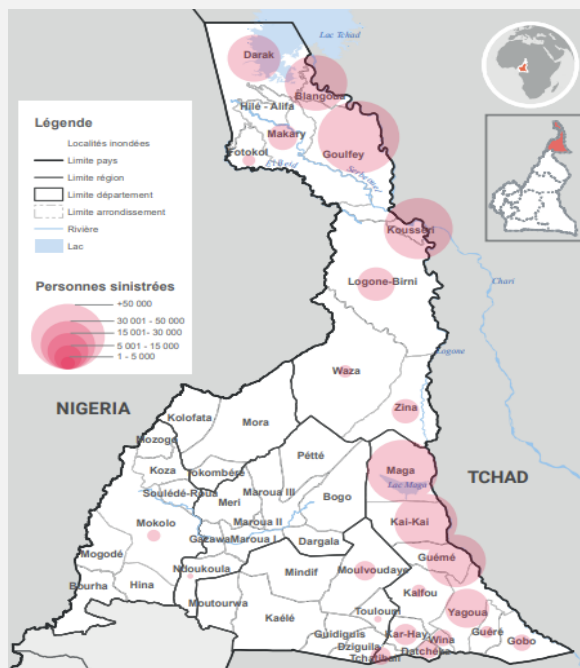 Lac Tchad
Darak
Blangoua
Hilé - Alifa
Makary
Fotokol
Goulfey
El Beid
Serbewel
Légende
Localités inondées
Limite pays
Limite région
Limite département
Limite arrondissement
Rivière
Lac
Personnes sinistrées
+50 000
30 001 - 50 000
15 001- 30 000
5 001 - 15 000
1 - 5 000
Kousseri
Logone-Birni
Chari
Logone
Waza
Zina
NIGERIA
Kolofata
Mora
Mozogo
Koza
Tokombéré
Pétté
Maga
TCHAD
Lac Maga
Soulédé-Roua
Meri
Maroua III
Bogo
Kai-Kai
Mokolo
Maroua II
Gazawa
Maroua I
Dargala
Guémé
Mogodé
Ndoukoula
Mindif
Moulvoudaye
Bourha
Hina
Moutourwa
Kaélé
Kalfou
Yagoua
Touloum
Guidiguis
Kar-Hay
Wina
Guéré
Gobo
Dziguilao
Datchéka
Tchatibali